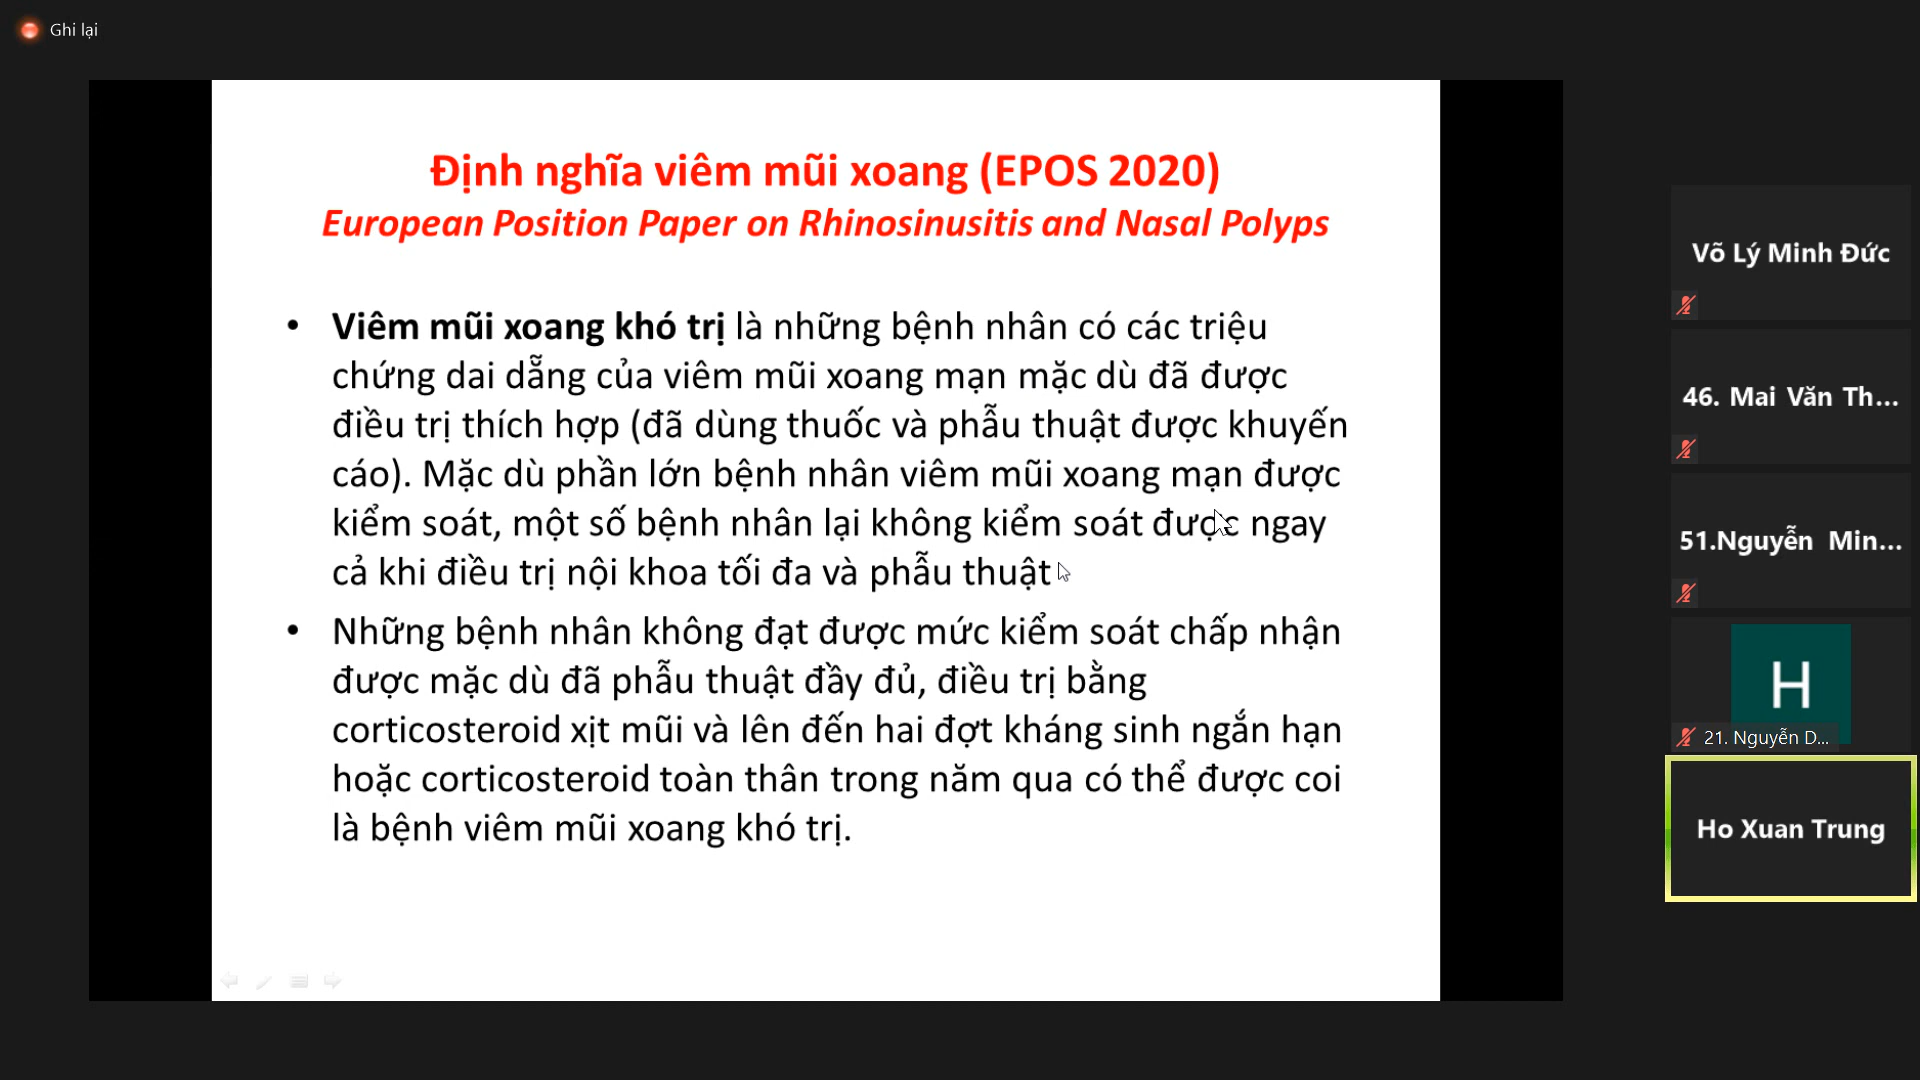 Ghi lại
Định nghĩa viêm mũi xoang (EPOS 2020)
European Position Paper on Rhinosinusitis and Nasal Polyps
• Viêm mũi xoang khó trị là những bệnh nhân có các triệu
chứng dai dẵng của viêm mũi xoang mạn mặc dù đã được
điều trị thích hợp (đã dùng thuốc và phẫu thuật được khuyến
cáo). Mặc dù phần lớn bệnh nhân viêm mũi xoang mạn được
kiểm soát, một số bệnh nhân lại không kiểm soát được ngay
cả khi điều trị nội khoa tối đa và phẫu thuật
• Những bệnh nhân không đạt được mức kiểm soát chấp nhận
được mặc dù đã phẫu thuật đầy đủ, điều trị bằng
corticosteroid xịt mũi và lên đến hai đợt kháng sinh ngắn hạn
hoặc corticosteroid toàn thân trong năm qua có thể được coi
là bệnh viêm mũi xoang khó trị.
Võ Lý Minh Đức
46. Mai Văn Th...
51.Nguyễn Min...
H
21. Nguyễn D...
Ho Xuan Trung